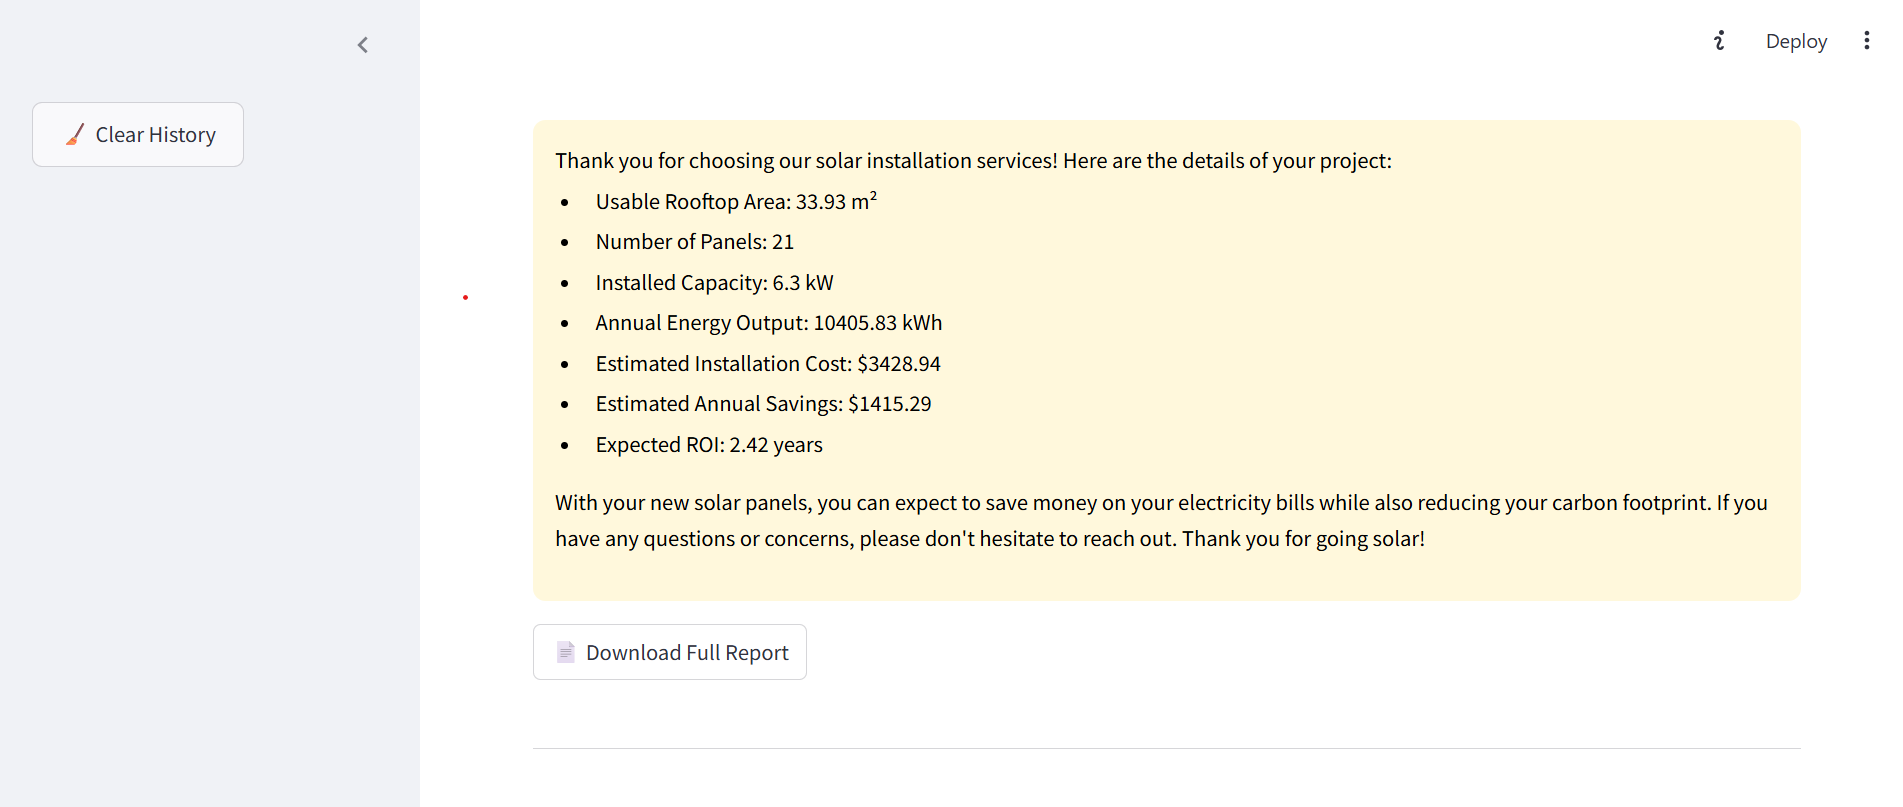 Deploy
Clear History
Thank you for choosing our solar installation services! Here are the details of your project:
• Usable Rooftop Area: 33.93 m²
• Number of Panels: 21
• Installed Capacity: 6.3 kW
• Annual Energy Output: 10405.83 kWh
• Estimated Installation Cost: $3428.94
• Estimated Annual Savings: $1415.29
• Expected ROI: 2.42 years
With your new solar panels, you can expect to save money on your electricity bills while also reducing your carbon footprint. If you
have any questions or concerns, please don't hesitate to reach out. Thank you for going solar!
Download Full Report